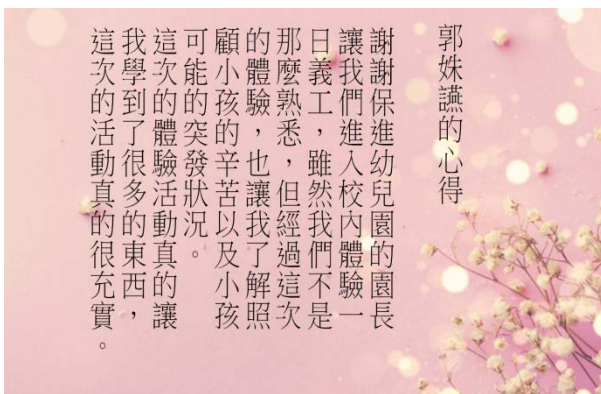 郭姝讌的心得
謝謝保進幼兒園的園長
讓我們進入校內體驗一
日義工，雖然我們不是
那麼熟悉，但經過這次
的體驗，也讓我了解照
顧小孩的辛苦以及小孩
可能的突發狀況。
這次的體驗活動真的讓
我學到了很多的東西，
這次的活動真的很充實。